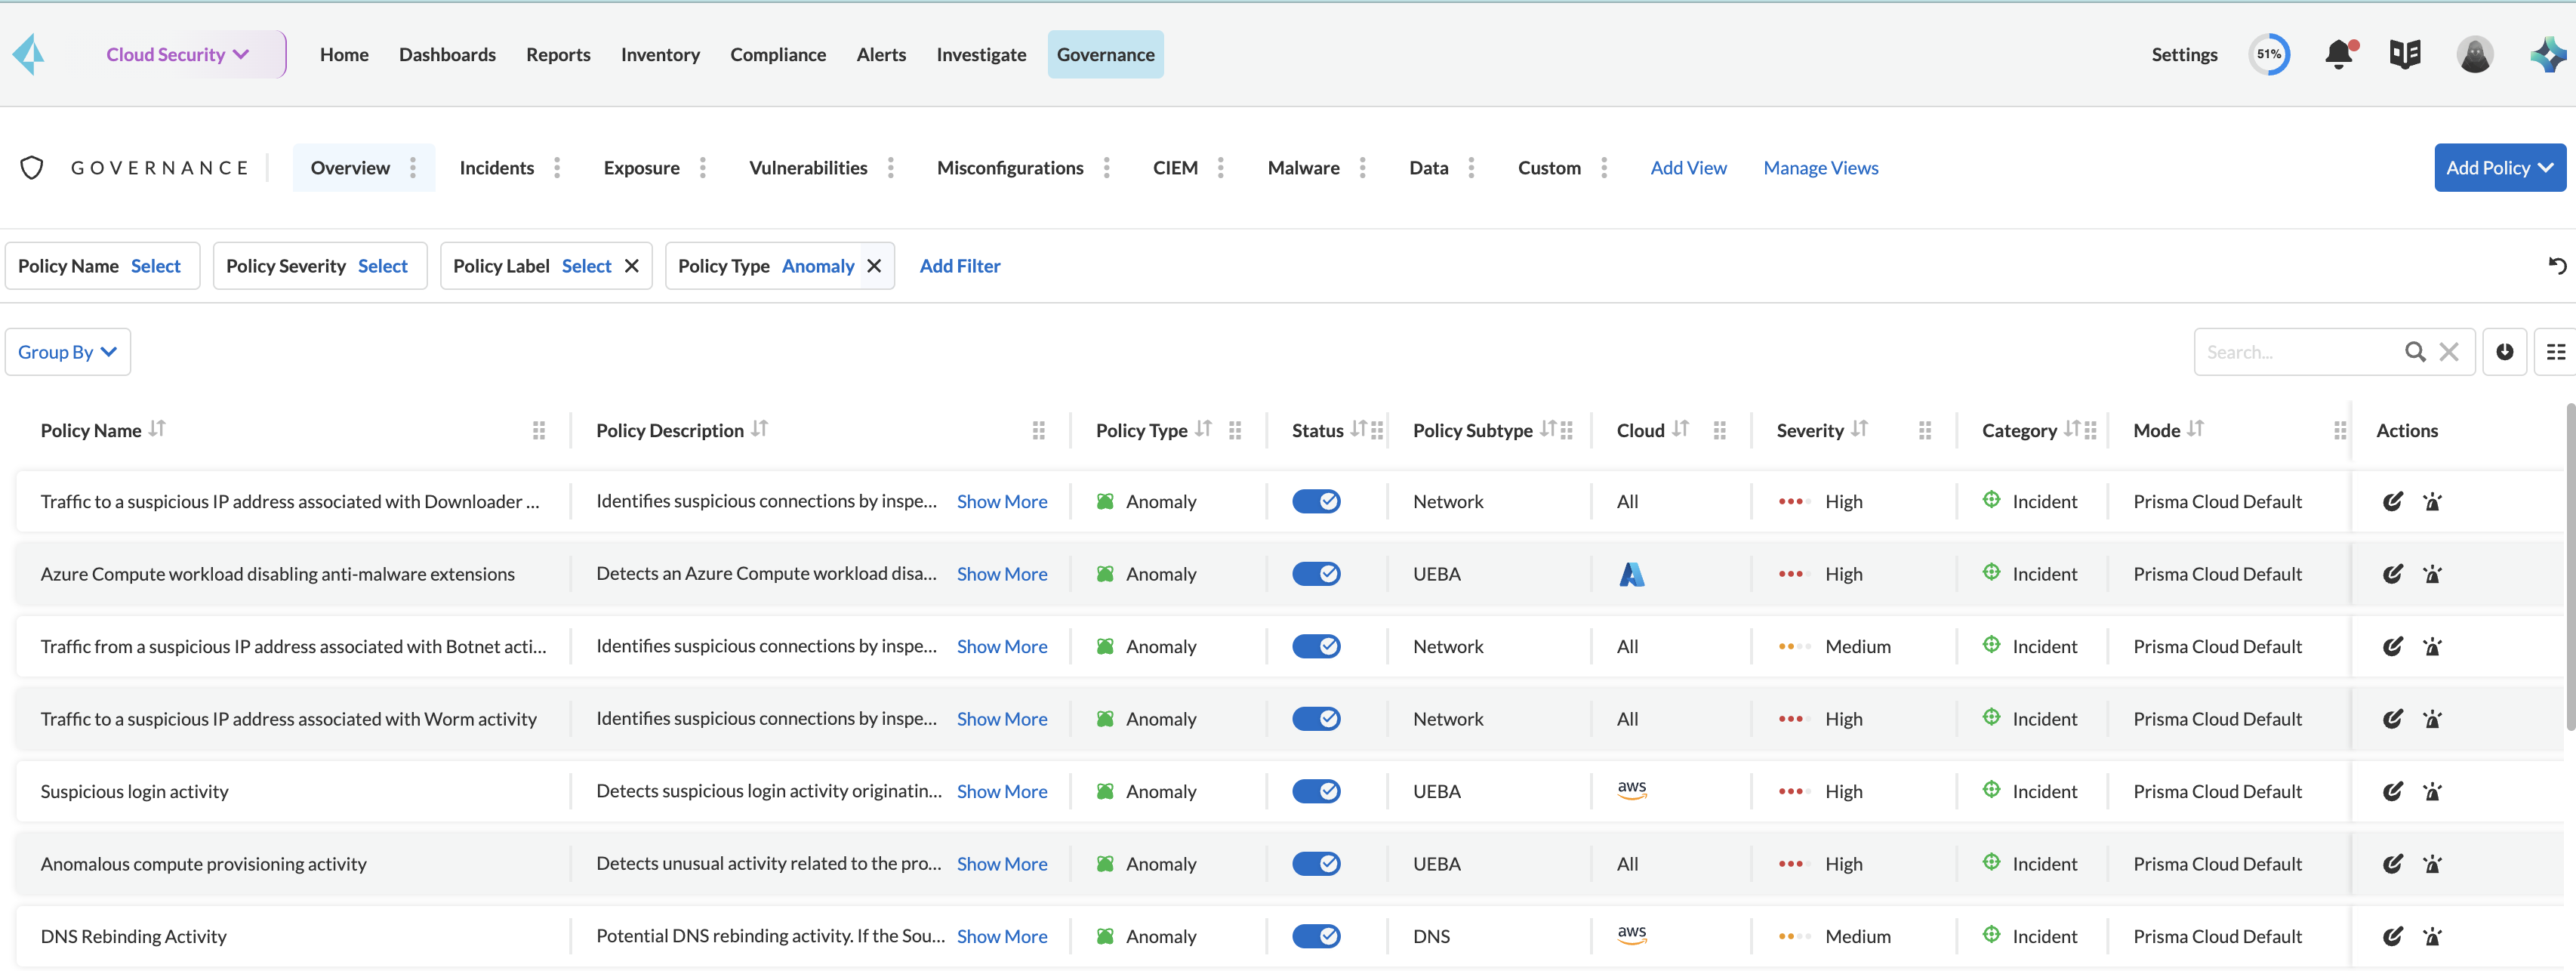 Cloud Security Home Dashboards Reports Inventory Compliance Alerts Investigate Governance Settings 51%
GOVERNANCE Overview Incidents Exposure Vulnerabilities Misconfigurations CIEM Malware Data Custom Add View Manage Views Add Policy
Policy Name Select Policy Severity Select Policy Label Select Policy Type Anomaly Add Filter
Group By Search...
Policy Name Policy Description Policy Type Status Policy Subtype Cloud Severity Category Mode Actions
Traffic to a suspicious IP address associated with Downloader ... Identifies suspicious connections by inspe... Show More Anomaly Network All High Incident Prisma Cloud Default
Azure Compute workload disabling anti-malware extensions Detects an Azure Compute workload disa... Show More Anomaly UEBA High Incident Prisma Cloud Default
Traffic from a suspicious IP address associated with Botnet acti... Identifies suspicious connections by inspe... Show More Anomaly Network All Medium Incident Prisma Cloud Default
Traffic to a suspicious IP address associated with Worm activity Identifies suspicious connections by inspe... Show More Anomaly Network All High Incident Prisma Cloud Default
Suspicious login activity Detects suspicious login activity originatin... Show More Anomaly UEBA aws High Incident Prisma Cloud Default
Anomalous compute provisioning activity Detects unusual activity related to the pro... Show More Anomaly UEBA All High Incident Prisma Cloud Default
DNS Rebinding Activity Potential DNS rebinding activity. If the Sou... Show More Anomaly DNS aws Medium Incident Prisma Cloud Default